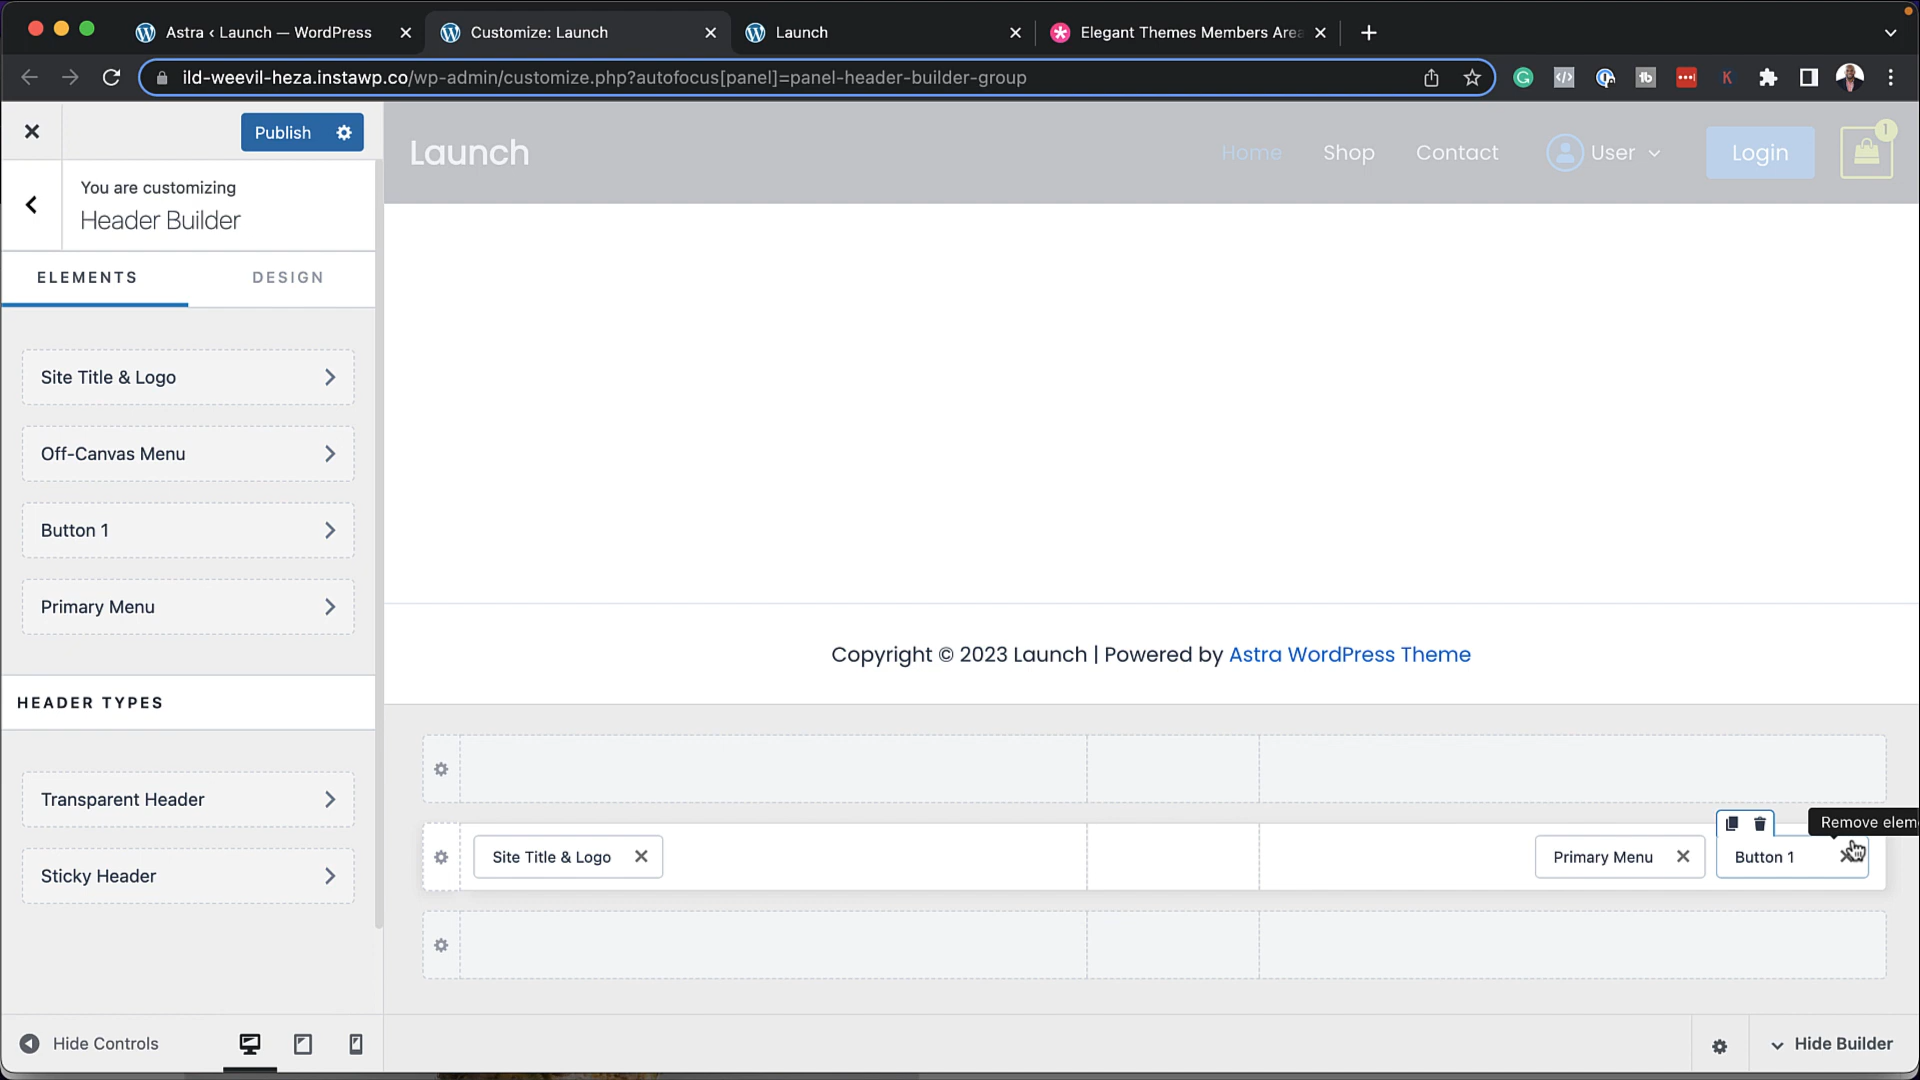 Astra ‹ Launch — WordPress
Customize: Launch
Launch
Elegant Themes Members Area
ild-weevil-heza.instawp.co/wp-admin/customize.php?autofocus[panel]=panel-header-builder-group
Publish
You are customizing
Header Builder
ELEMENTS
DESIGN
Site Title & Logo
Off-Canvas Menu
Button 1
Primary Menu
HEADER TYPES
Transparent Header
Sticky Header
Hide Controls
Launch
Home
Shop
Contact
User
Login
1
Copyright © 2023 Launch | Powered by Astra WordPress Theme
Remove elem
Site Title & Logo
Primary Menu
Button 1
Hide Builder